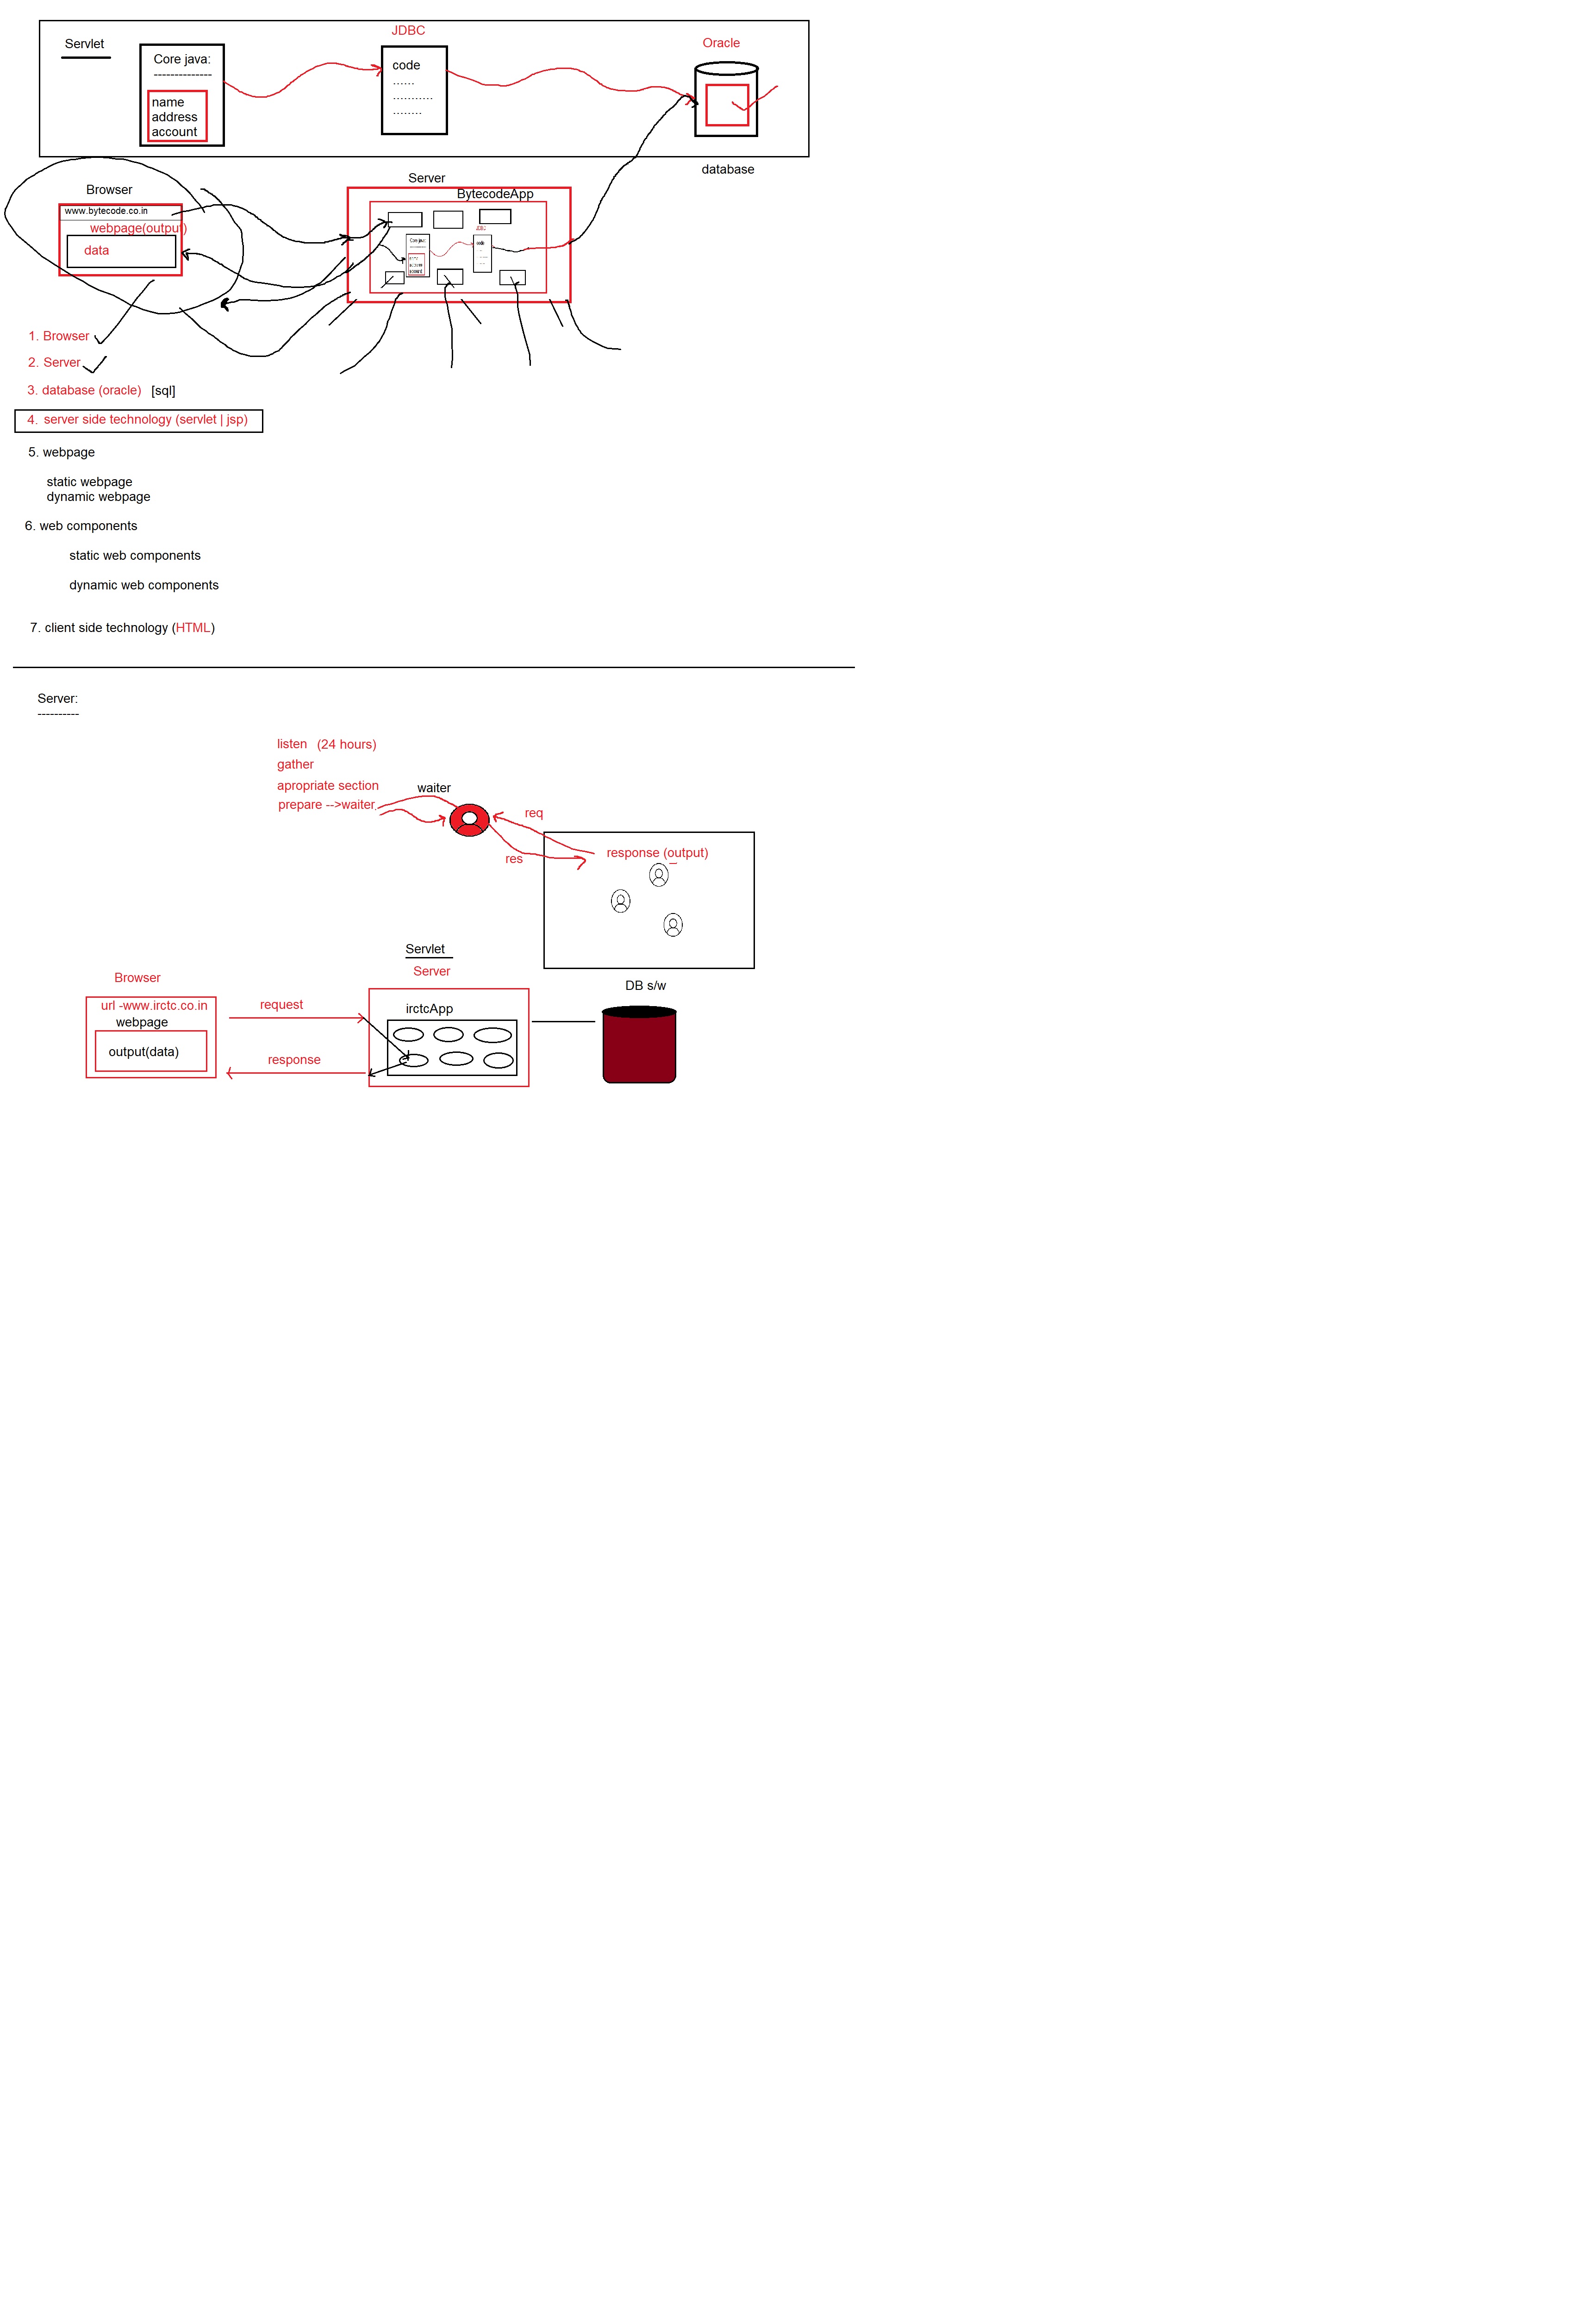 Servlet
Core java:
--------------
name
address
account
JDBC
code
......
...........
........
Oracle
database
Browser
www.bytecode.co.in
webpage(output)
data
Server
BytecodeApp
Core java:
code
account
1. Browser
2. Server
3. database (oracle) [sql]
4. server side technology (servlet | jsp)
5. webpage
static webpage
dynamic webpage
6. web components
static web components
dynamic web components
7. client side technology (HTML)
Server:
----------
listen (24 hours)
gather
apropriate section
prepare -->waiter.
waiter
req
res
response (output)
Servlet
Server
Browser
url -www.irctc.co.in
webpage
output(data)
request
response
irctcApp
DB s/w